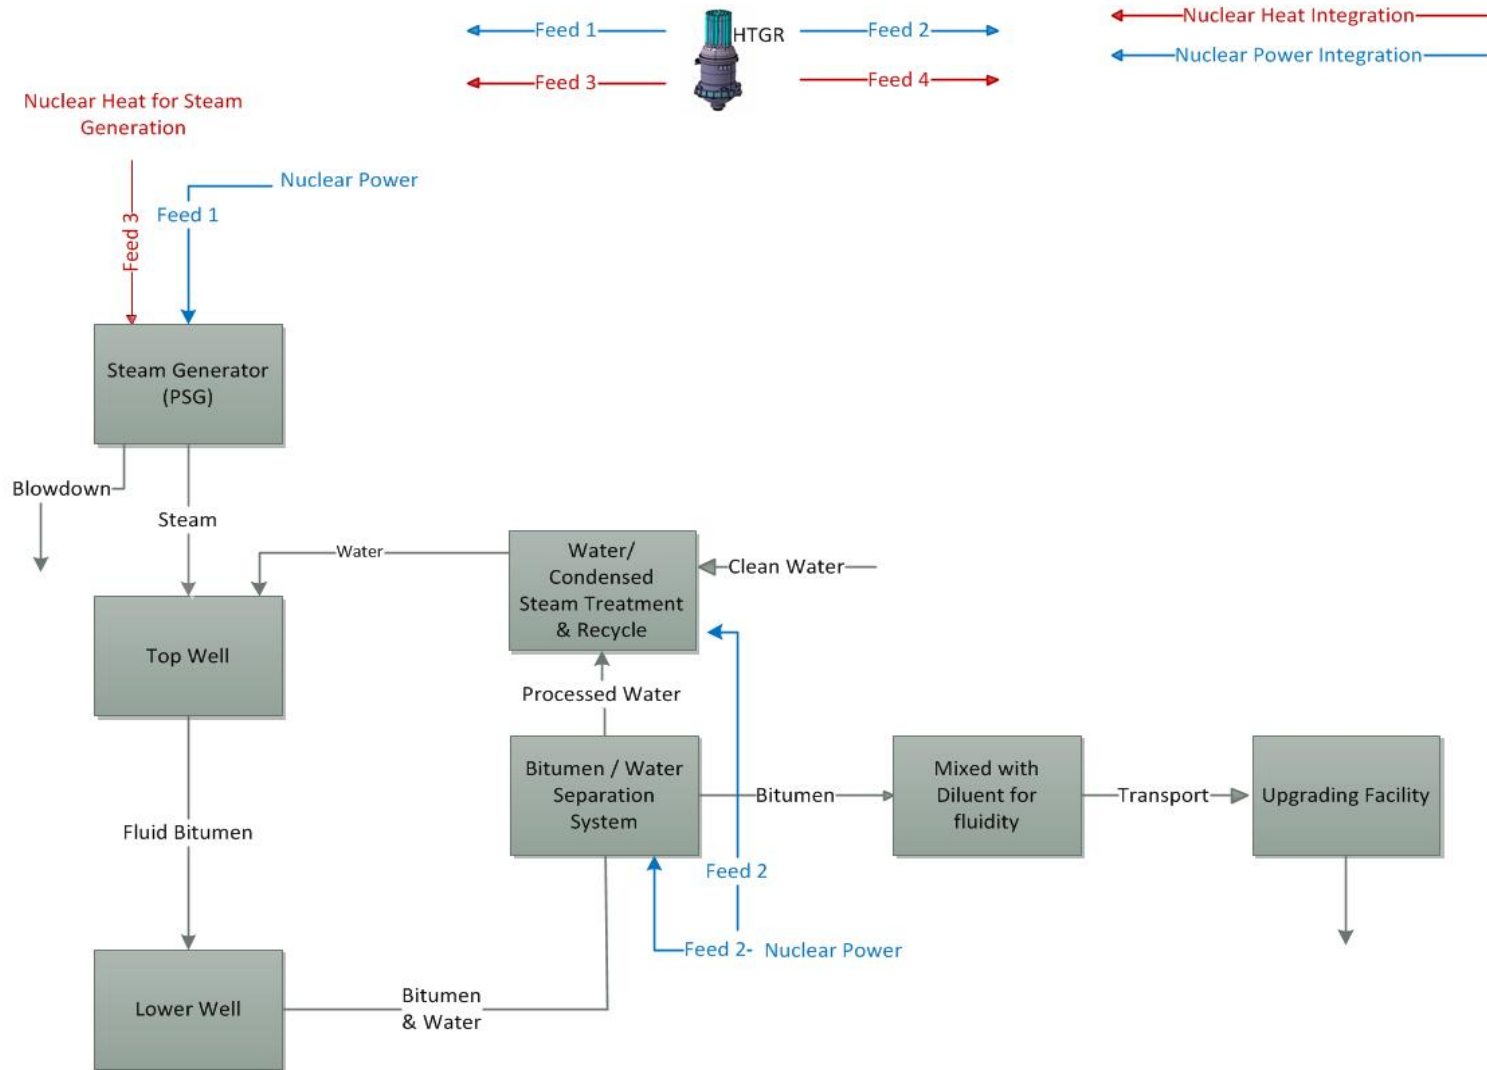 Feed 1
HTGR
Feed 2
Nuclear Heat Integration
Nuclear Power Integration
Feed 3
Feed 4
Nuclear Heat for Steam
Generation
Nuclear Power
Feed 3
Feed 1
Steam Generator
(PSG)
Blowdown
Steam
Water
Water/
Condensed
Steam Treatment
& Recycle
Clean Water
Top Well
Processed Water
Bitumen / Water
Separation
System
Bitumen
Mixed with
Diluent for
fluidity
Transport
Upgrading Facility
Fluid Bitumen
Feed 2
Feed 2- Nuclear Power
Lower Well
Bitumen
& Water